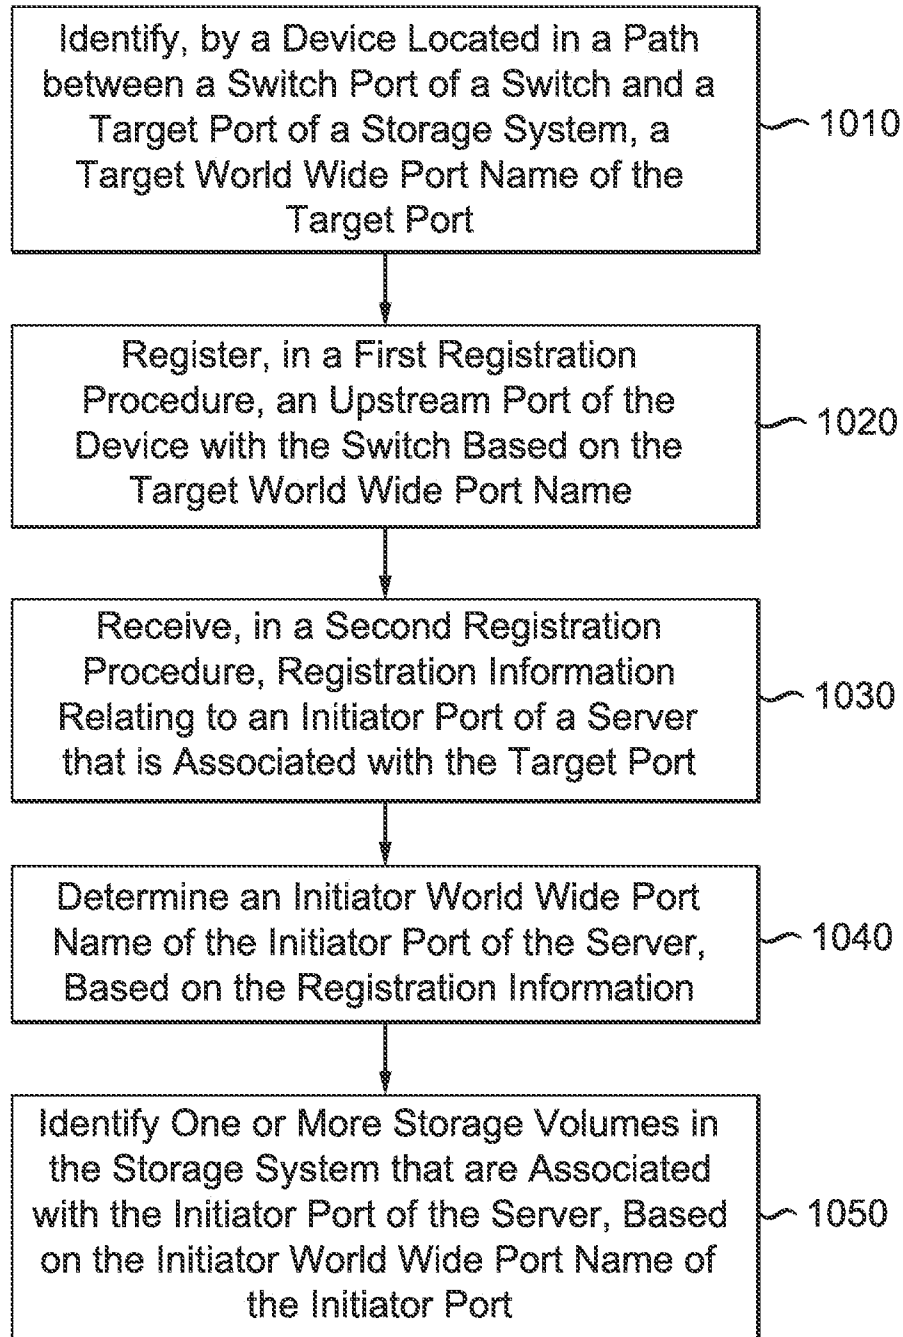 Identify, by a Device Located in a Path
between a Switch Port of a Switch and a
Target Port of a Storage System, a
Target World Wide Port Name of the
Target Port
1010
Register, in a First Registration
Procedure, an Upstream Port of the
Device with the Switch Based on the
Target World Wide Port Name
1020
Receive, in a Second Registration
Procedure, Registration Information
Relating to an Initiator Port of a Server
that is Associated with the Target Port
1030
Determine an Initiator World Wide Port
Name of the Initiator Port of the Server,
Based on the Registration Information
1040
Identify One or More Storage Volumes in
the Storage System that are Associated
with the Initiator Port of the Server, Based
on the Initiator World Wide Port Name of
the Initiator Port
1050